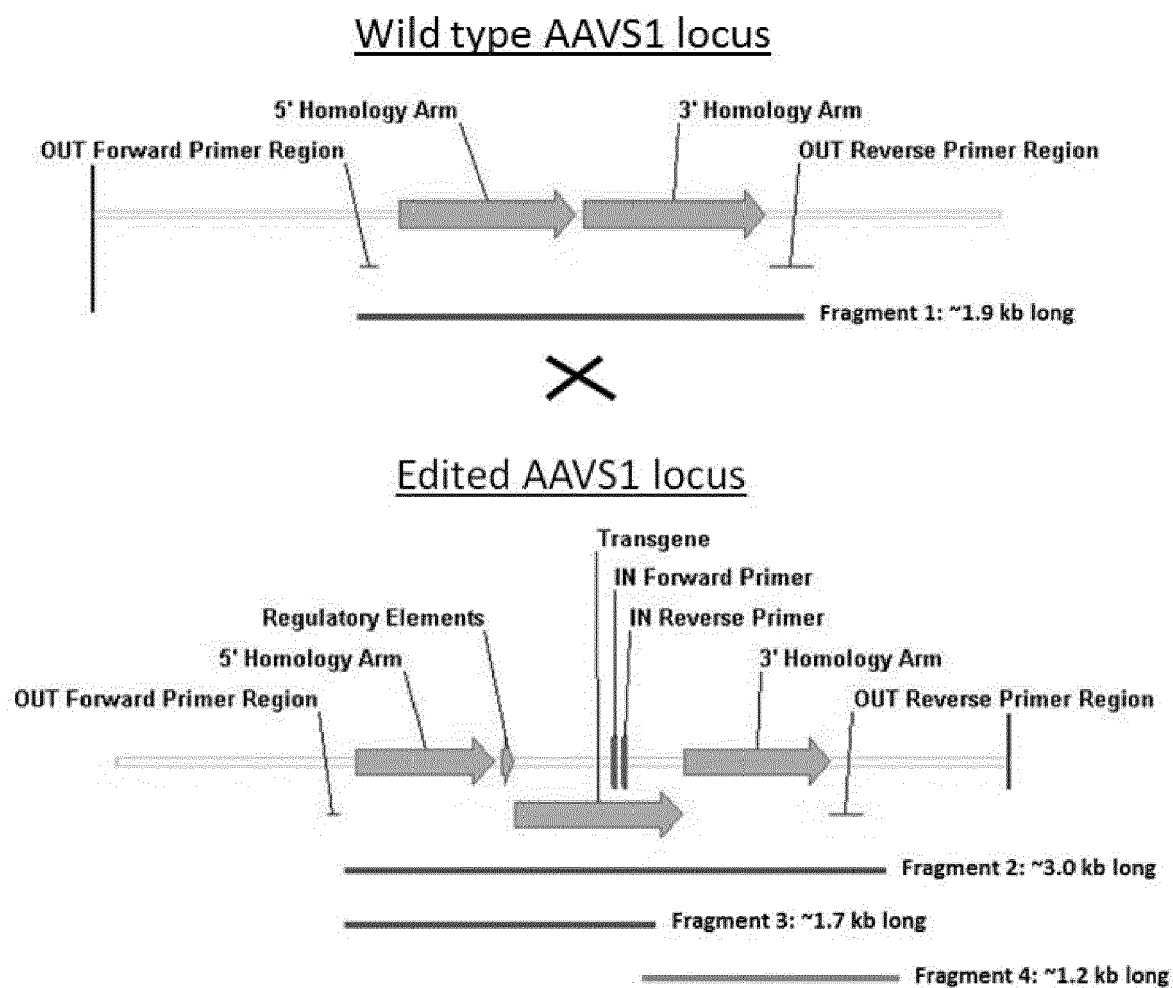 Wild type AAVS1 locus
5' Homology Arm
3' Homology Arm
OUT Forward Primer Region
OUT Reverse Primer Region
Fragment 1: ~1.9 kb long
Edited AAVS1 locus
Transgene
IN Forward Primer
Regulatory Elements
IN Reverse Primer
5' Homology Arm
3' Homology Arm
OUT Forward Primer Region
OUT Reverse Primer Region
Fragment 2: ~3.0 kb long
Fragment 3: ~1.7 kb long
Fragment 4: ~1.2 kb long